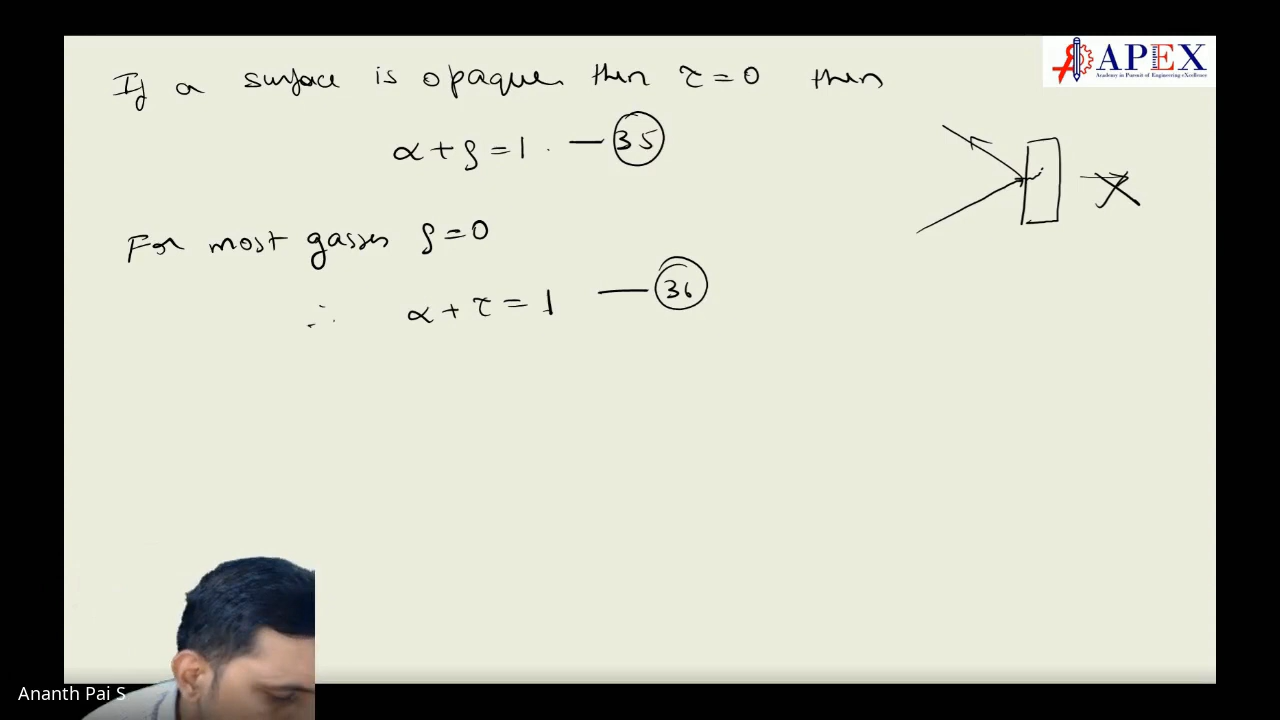 If a surface is opaque then τ = 0 then
α + ρ = 1. — 35
For most gasses ρ = 0
∴ α + τ = 1 — 36
APEX
Academy in Pursuit of Engineering eXcellence
Ananth Pai S